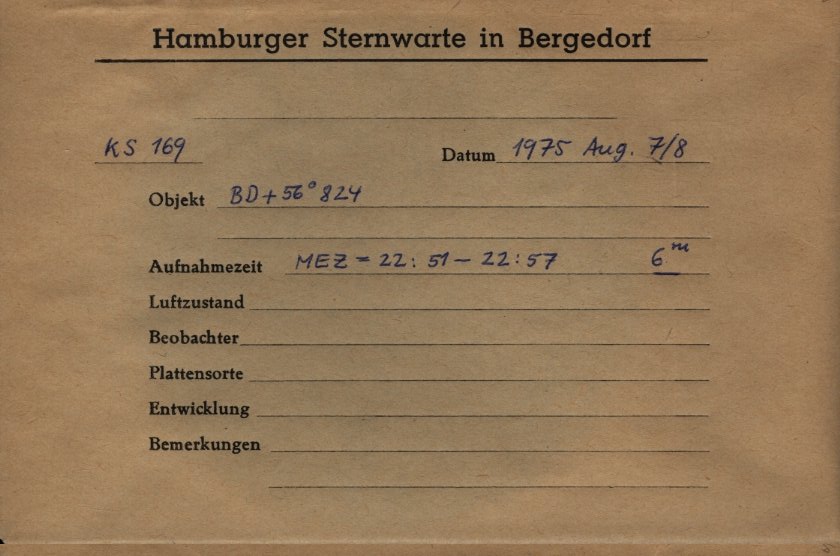 Hamburger Sternwarte in Bergedorf
KS 169 Datum 1975 Aug. 7/8
Objekt BD+56°824
Aufnahmezeit MEZ = 22:51 – 22:57 6m
Luftzustand
Beobachter
Plattensorte
Entwicklung
Bemerkungen